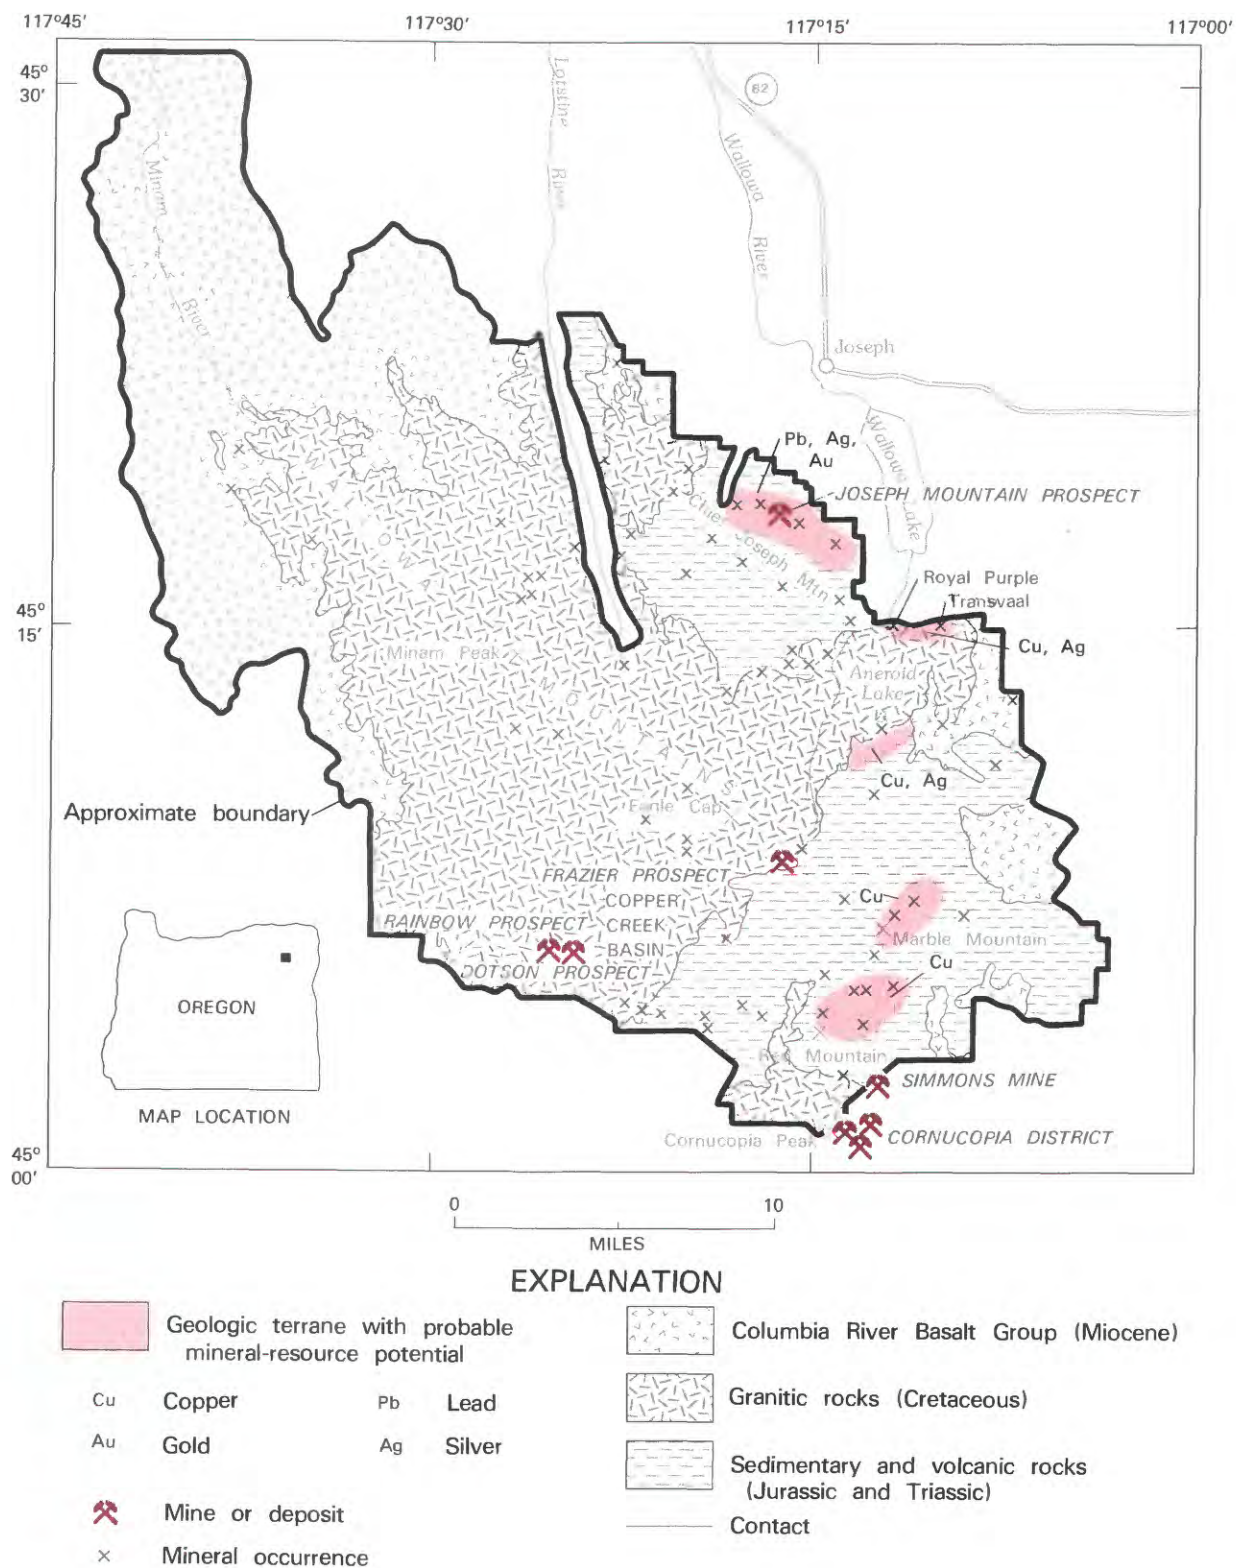 117°45′
117°30′
117°15′
117°00′
45°
30′
Lostine
River
82
Wallowa
River
Minam
River
Joseph
Wallowa Lake
Pb, Ag,
Au
JOSEPH MOUNTAIN PROSPECT
Chief Joseph Mtn
WALLOWA
Royal Purple
Transvaal
45°
15′
Cu, Ag
Minam Peak
Aneroid
Lake
MOUNTAINS
Cu, Ag
Approximate boundary
Eagle Cap
FRAZIER PROSPECT
COPPER
CREEK
BASIN
Cu
RAINBOW PROSPECT
Marble Mountain
DOTSON PROSPECT
Cu
OREGON
Red Mountain
SIMMONS MINE
MAP LOCATION
Cornucopia Peak
CORNUCOPIA DISTRICT
45°
00′
0
10
MILES
EXPLANATION
Geologic terrane with probable
mineral-resource potential
Cu Copper
Pb Lead
Au Gold
Ag Silver
Mine or deposit
Mineral occurrence
Columbia River Basalt Group (Miocene)
Granitic rocks (Cretaceous)
Sedimentary and volcanic rocks
(Jurassic and Triassic)
Contact